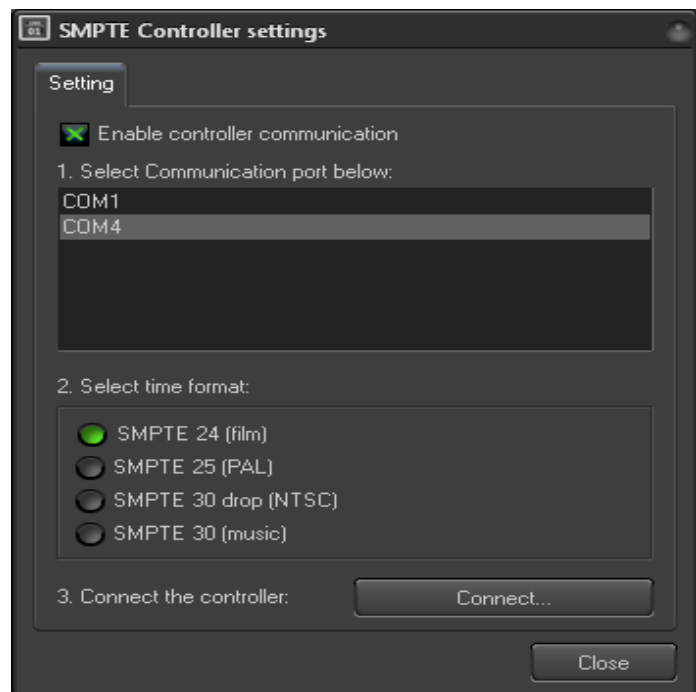 SMPTE Controller settings
Setting
Enable controller communication
1. Select Communication port below:
COM1
COM4
2. Select time format:
SMPTE 24 (film)
SMPTE 25 (PAL)
SMPTE 30 drop (NTSC)
SMPTE 30 (music)
3. Connect the controller:
Connect...
Close